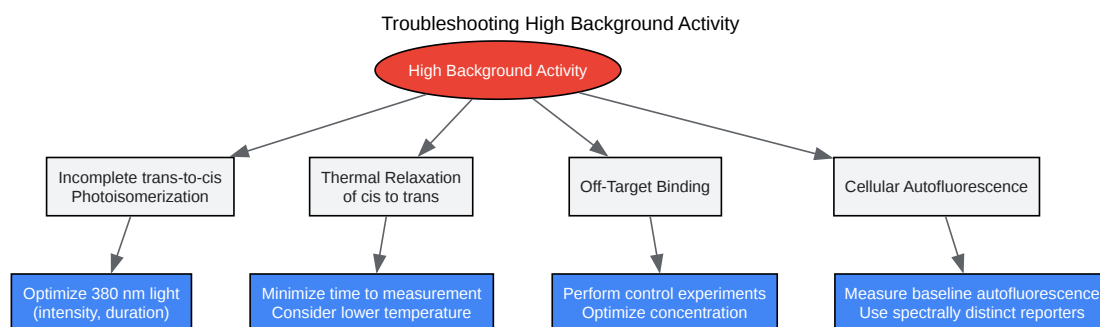 Troubleshooting High Background Activity
High Background Activity
Incomplete trans-to-cis
Photoisomerization
Thermal Relaxation
of cis to trans
Off-Target Binding
Cellular Autofluorescence
Optimize 380 nm light
(intensity, duration)
Minimize time to measurement
Consider lower temperature
Perform control experiments
Optimize concentration
Measure baseline autofluorescence
Use spectrally distinct reporters